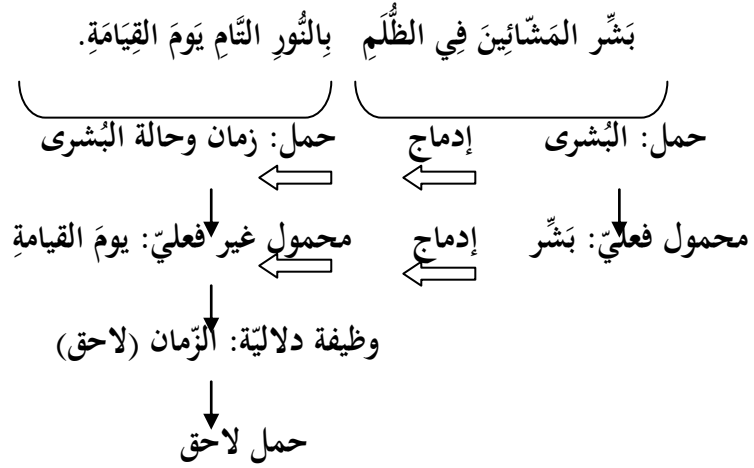 بَشِّر المَشّائِينَ فِي الظُّلَمِ بِالنُّورِ التَّامِ يَومَ القِيَامَةِ.
حمل: البُشرى إدماج حمل: زمان وحالة البُشرى
محمول فعليّ: بَشِّر إدماج محمول غير فعليّ: يومَ القيامةِ
وظيفة دلاليّة: الزّمان (لاحق)
حمل لاحق